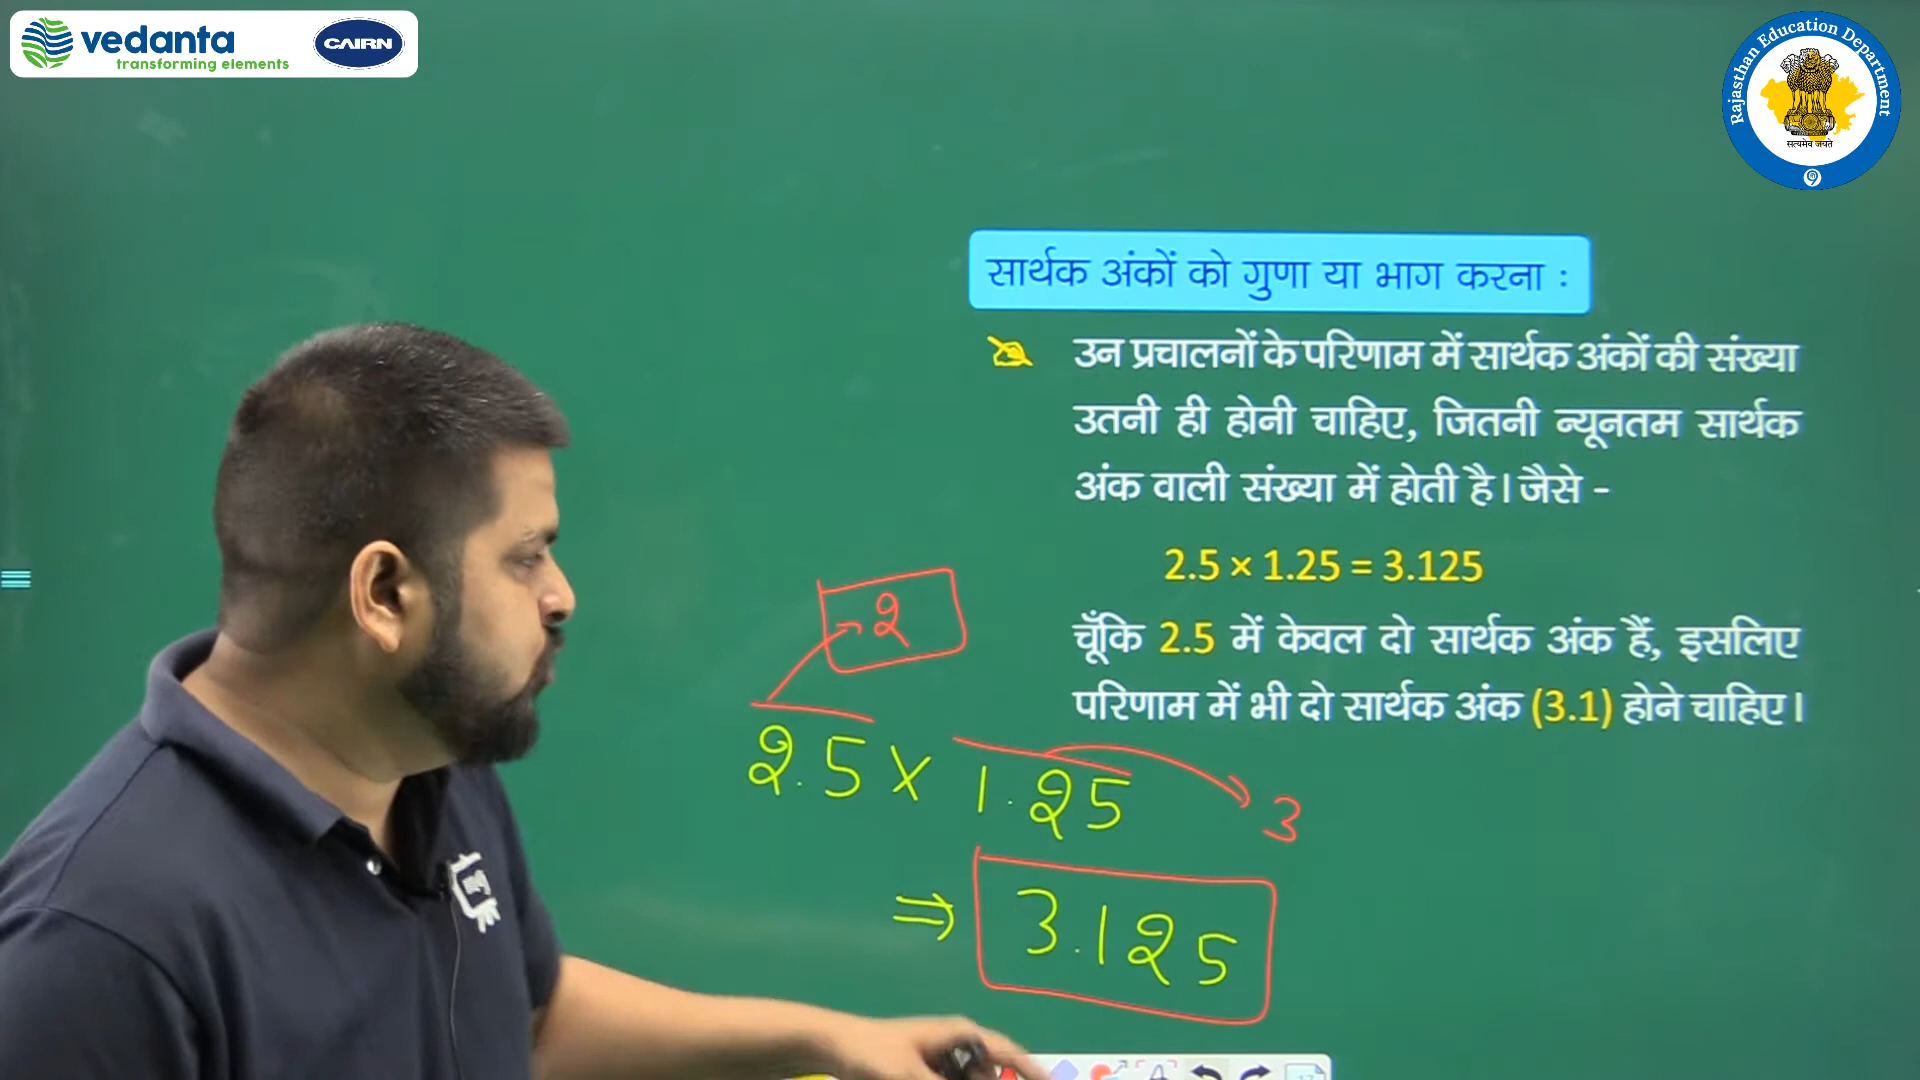 vedanta
transforming elements
CAIRN
Rajasthan Education Department
सत्यमेव जयते
सार्थक अंकों को गुणा या भाग करना :
उन प्रचालनों के परिणाम में सार्थक अंकों की संख्या
उतनी ही होनी चाहिए, जितनी न्यूनतम सार्थक
अंक वाली संख्या में होती है। जैसे -
2.5 × 1.25 = 3.125
चूँकि 2.5 में केवल दो सार्थक अंक हैं, इसलिए
परिणाम में भी दो सार्थक अंक (3.1) होने चाहिए।
2
2.5 × 1.25
3
⇒ 3.125